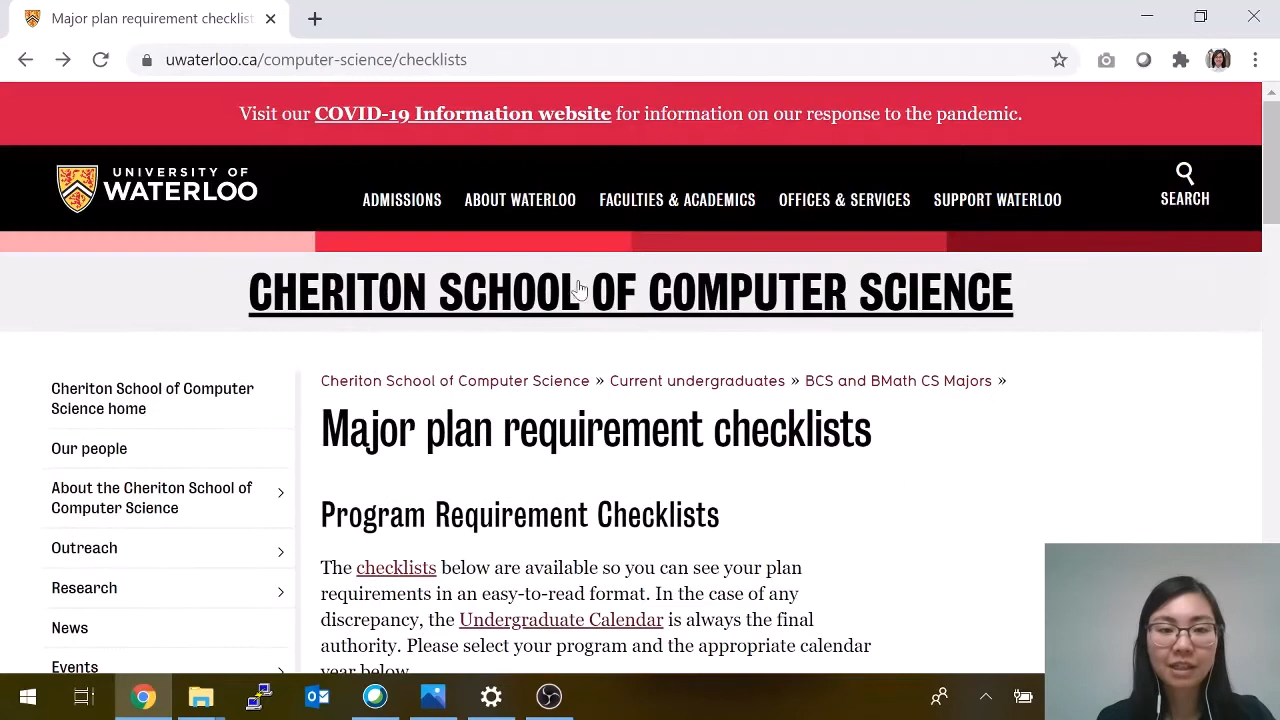 Major plan requirement checklist
uwaterloo.ca/computer-science/checklists
Visit our COVID-19 Information website for information on our response to the pandemic.
UNIVERSITY OF
WATERLOO
ADMISSIONS
ABOUT WATERLOO
FACULTIES & ACADEMICS
OFFICES & SERVICES
SUPPORT WATERLOO
SEARCH
CHERITON SCHOOL OF COMPUTER SCIENCE
Cheriton School of Computer
Science home
Our people
About the Cheriton School of
Computer Science
Outreach
Research
News
Events
Cheriton School of Computer Science » Current undergraduates » BCS and BMath CS Majors »
Major plan requirement checklists
Program Requirement Checklists
The checklists below are available so you can see your plan
requirements in an easy-to-read format. In the case of any
discrepancy, the Undergraduate Calendar is always the final
authority. Please select your program and the appropriate calendar
year below.